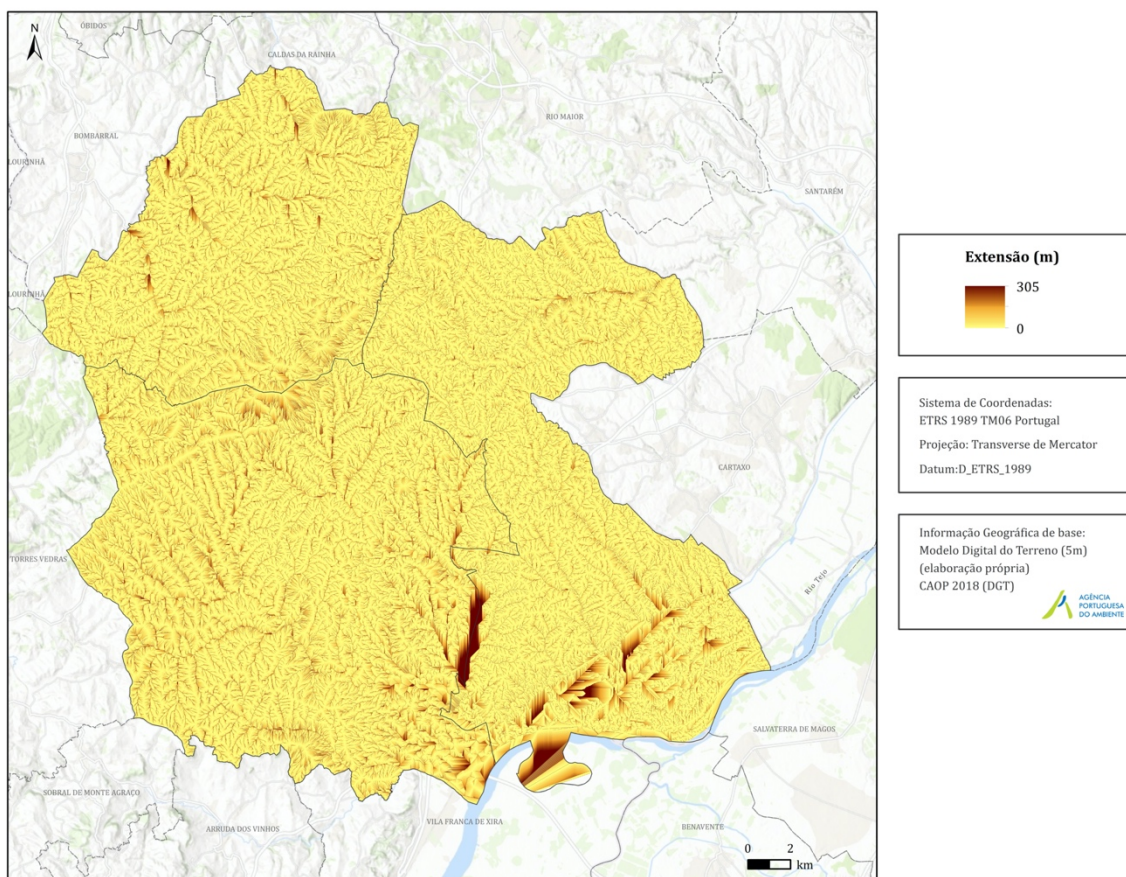 N
ÓBIDOS
CALDAS DA RAINHA
RIO MAIOR
BOMBARRAL
LOURINHÃ
SANTARÉM
LOURINHÃ
CARTAXO
TORRES VEDRAS
Rio Tejo
SALVATERRA DE MAGOS
SOBRAL DE MONTE AGRAÇO
VILA FRANCA DE XIRA
ARRUDA DOS VINHOS
BENAVENTE
0 2
km
Extensão (m)
305
0
Sistema de Coordenadas:
ETRS 1989 TM06 Portugal
Projeção: Transverse de Mercator
Datum:D_ETRS_1989
Informação Geográfica de base:
Modelo Digital do Terreno (5m)
(elaboração própria)
CAOP 2018 (DGT)
AGÊNCIA
PORTUGUESA
DO AMBIENTE